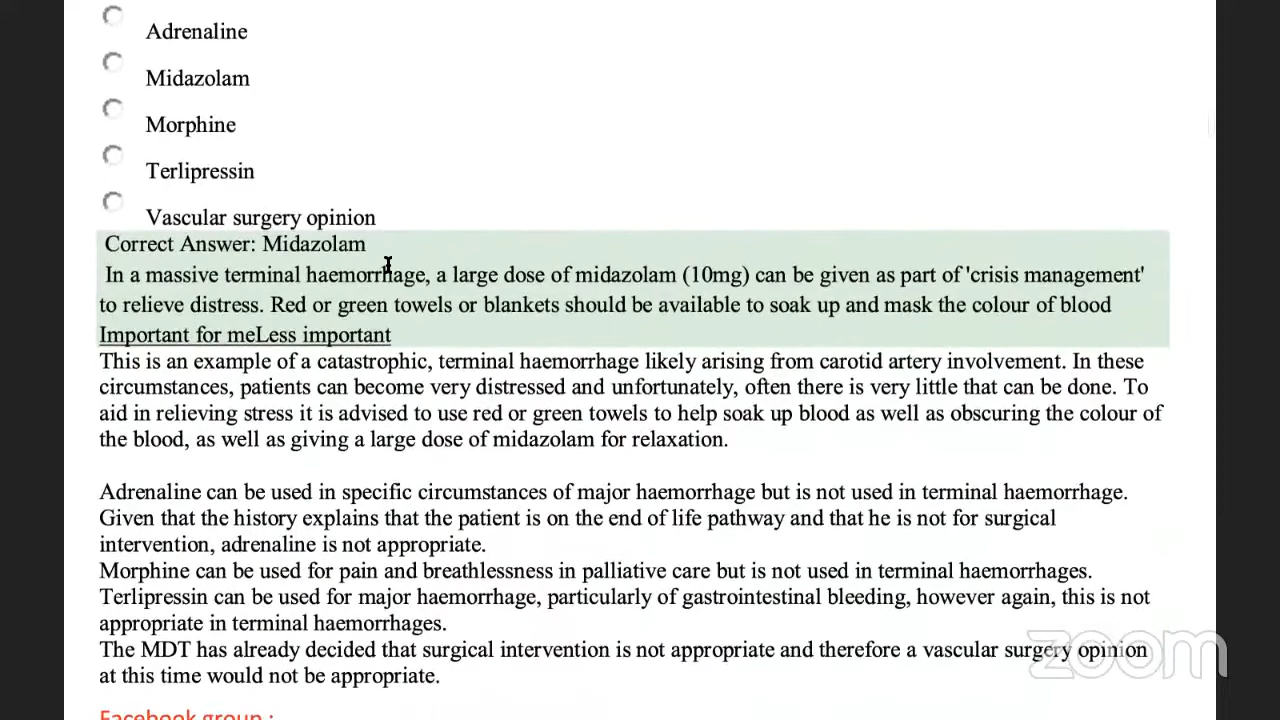 Adrenaline
Midazolam
Morphine
Terlipressin
Vascular surgery opinion
Correct Answer: Midazolam
In a massive terminal haemorrhage, a large dose of midazolam (10mg) can be given as part of 'crisis management'
to relieve distress. Red or green towels or blankets should be available to soak up and mask the colour of blood
Important for meLess important
This is an example of a catastrophic, terminal haemorrhage likely arising from carotid artery involvement. In these
circumstances, patients can become very distressed and unfortunately, often there is very little that can be done. To
aid in relieving stress it is advised to use red or green towels to help soak up blood as well as obscuring the colour of
the blood, as well as giving a large dose of midazolam for relaxation.
Adrenaline can be used in specific circumstances of major haemorrhage but is not used in terminal haemorrhage.
Given that the history explains that the patient is on the end of life pathway and that he is not for surgical
intervention, adrenaline is not appropriate.
Morphine can be used for pain and breathlessness in palliative care but is not used in terminal haemorrhages.
Terlipressin can be used for major haemorrhage, particularly of gastrointestinal bleeding, however again, this is not
appropriate in terminal haemorrhages.
The MDT has already decided that surgical intervention is not appropriate and therefore a vascular surgery opinion
at this time would not be appropriate.
zoom
Facebook group :